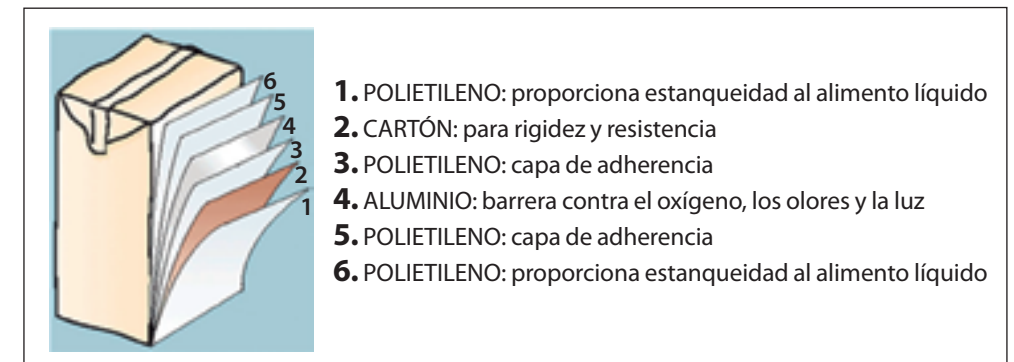 6
5
4
3
2
1
1. POLIETILENO: proporciona estanqueidad al alimento líquido
2. CARTÓN: para rigidez y resistencia
3. POLIETILENO: capa de adherencia
4. ALUMINIO: barrera contra el oxígeno, los olores y la luz
5. POLIETILENO: capa de adherencia
6. POLIETILENO: proporciona estanqueidad al alimento líquido